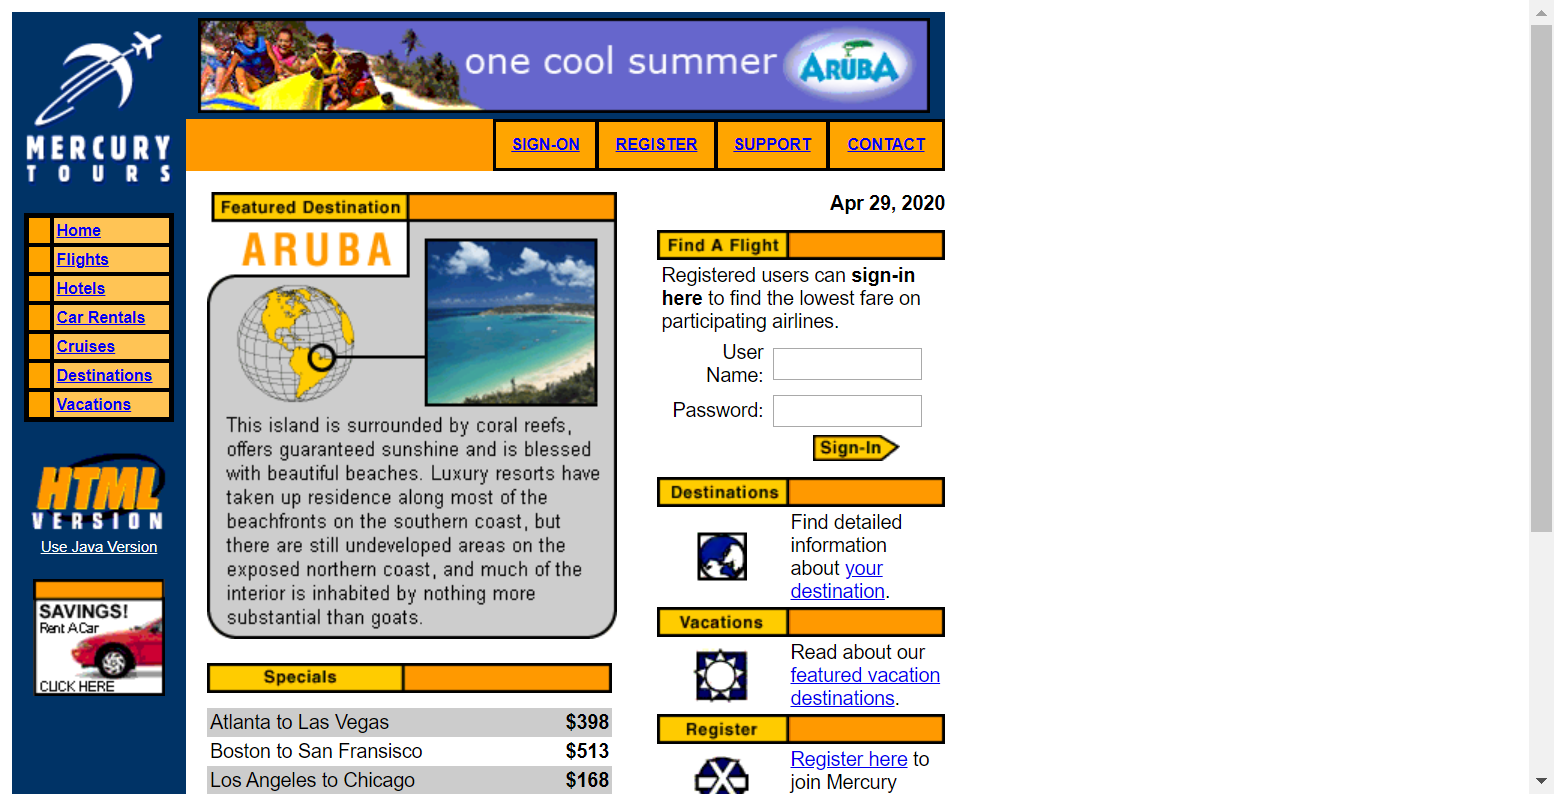 one cool summer ARUBA
MERCURY
TOURS
SIGN-ON REGISTER SUPPORT CONTACT
Home
Flights
Hotels
Car Rentals
Cruises
Destinations
Vacations
HTML
VERSION
Use Java Version
SAVINGS!
Rent A Car
CLICK HERE
Featured Destination
ARUBA
This island is surrounded by coral reefs,
offers guaranteed sunshine and is blessed
with beautiful beaches. Luxury resorts have
taken up residence along most of the
beachfronts on the southern coast, but
there are still undeveloped areas on the
exposed northern coast, and much of the
interior is inhabited by nothing more
substantial than goats.
Specials
Atlanta to Las Vegas $398
Boston to San Fransisco $513
Los Angeles to Chicago $168
Apr 29, 2020
Find A Flight
Registered users can sign-in
here to find the lowest fare on
participating airlines.
User
Name:
Password:
Sign-In
Destinations
Find detailed
information
about your
destination.
Vacations
Read about our
featured vacation
destinations.
Register
Register here to
join Mercury